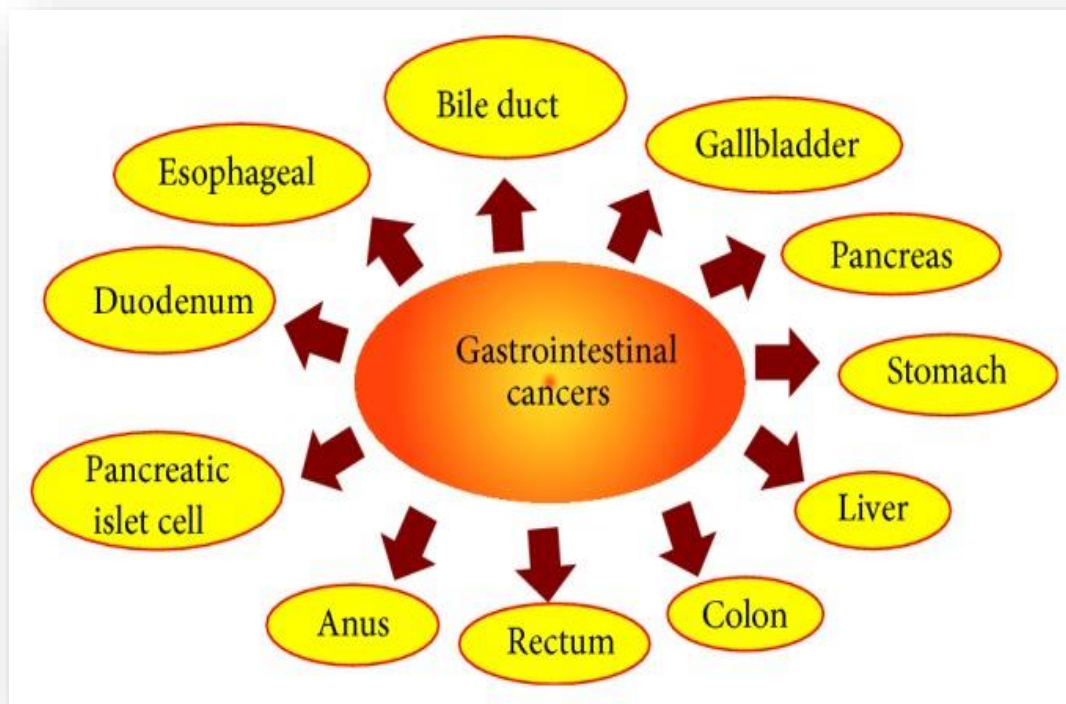 Bile duct
Gallbladder
Esophageal
Pancreas
Duodenum
Gastrointestinal
cancers
Stomach
Pancreatic
islet cell
Liver
Anus
Rectum
Colon